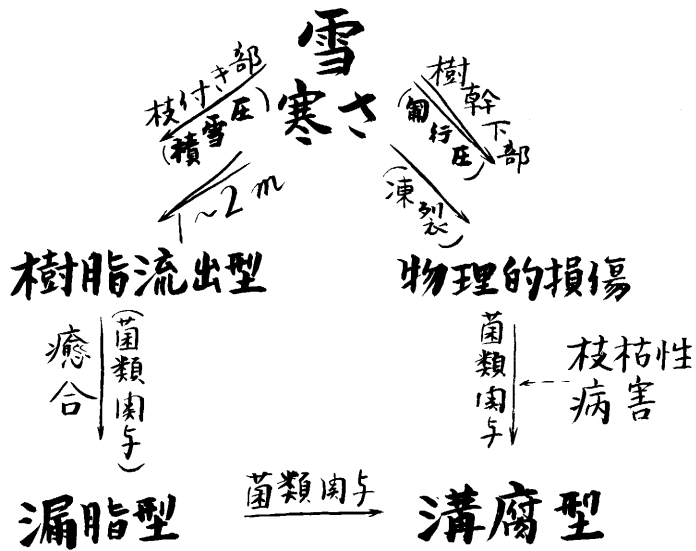 雪
寒さ
枝付き部
(積雪圧)
樹幹下部
(匍行圧)
1~2m
(凍裂)
樹脂流出型
物理的損傷
癒合
(菌類関与)
菌類関与
枝枯性
病害
漏脂型
菌類関与
溝腐型